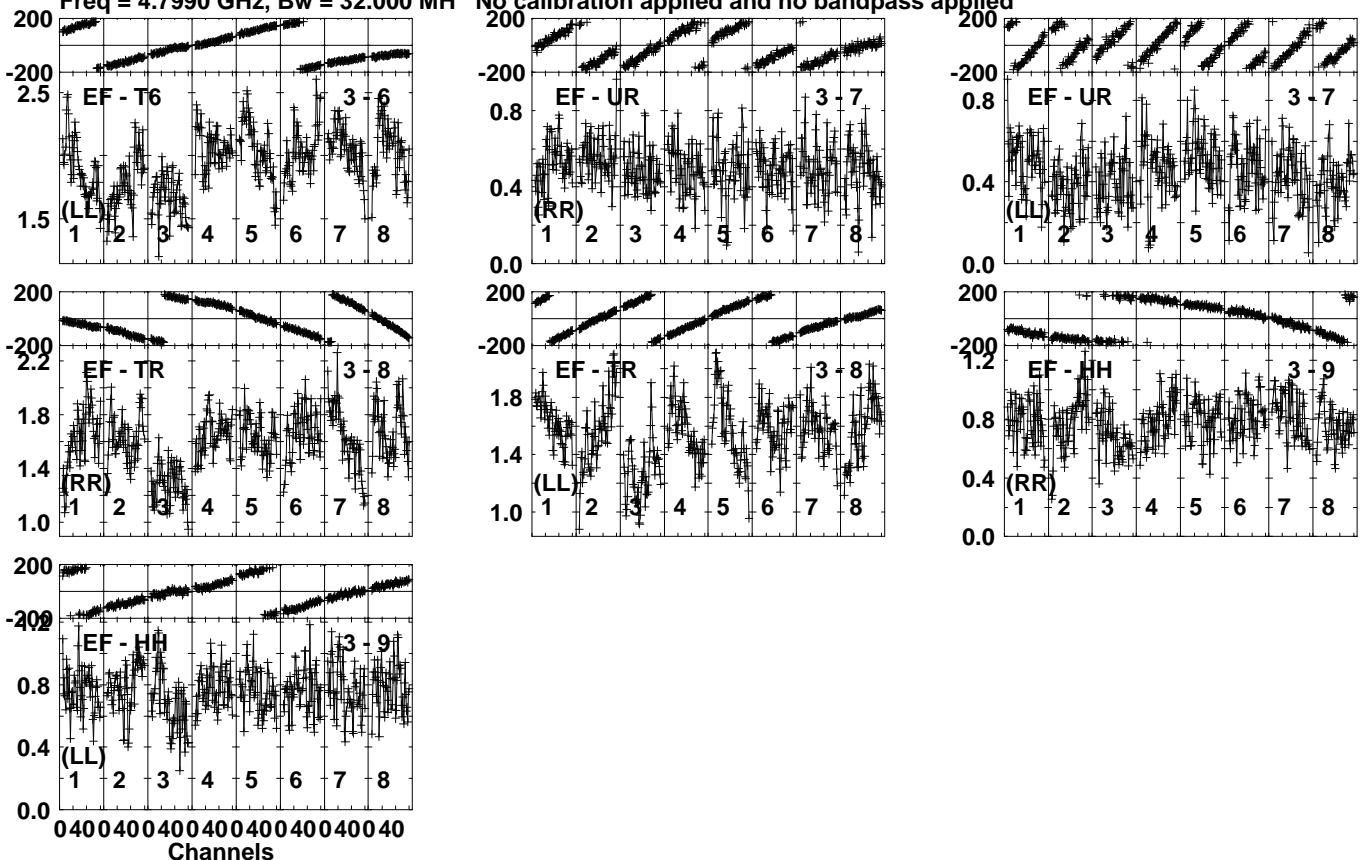 Freq = 4.7990 GHz, Bw = 32.000 MH No calibration applied and no bandpass applied
200
-200
2.5
EF - T6 3 - 6
1.5
(LL)
1 2 3 4 5 6 7 8
200
-200
0.8
EF - UR 3 - 7
0.4
(RR)
1 2 3 4 5 6 7 8
0.0
200
-200
0.8
EF - UR 3 - 7
0.4
(LL)
1 2 3 4 5 6 7 8
0.0
200
-200
2.2
EF - TR 3 - 8
1.8
1.4
(RR)
1 2 3 4 5 6 7 8
1.0
200
-200
EF - TR 3 - 8
1.8
1.4
(LL)
1 2 3 4 5 6 7 8
1.0
200
-200
1.2
EF - HH 3 - 9
0.8
0.4
(RR)
1 2 3 4 5 6 7 8
0.0
200
-200
1.2
EF - HH 3 - 9
0.8
0.4
(LL)
1 2 3 4 5 6 7 8
0.0
0 40 0 40 0 40 0 40 0 40 0 40 0 40 0 40
Channels